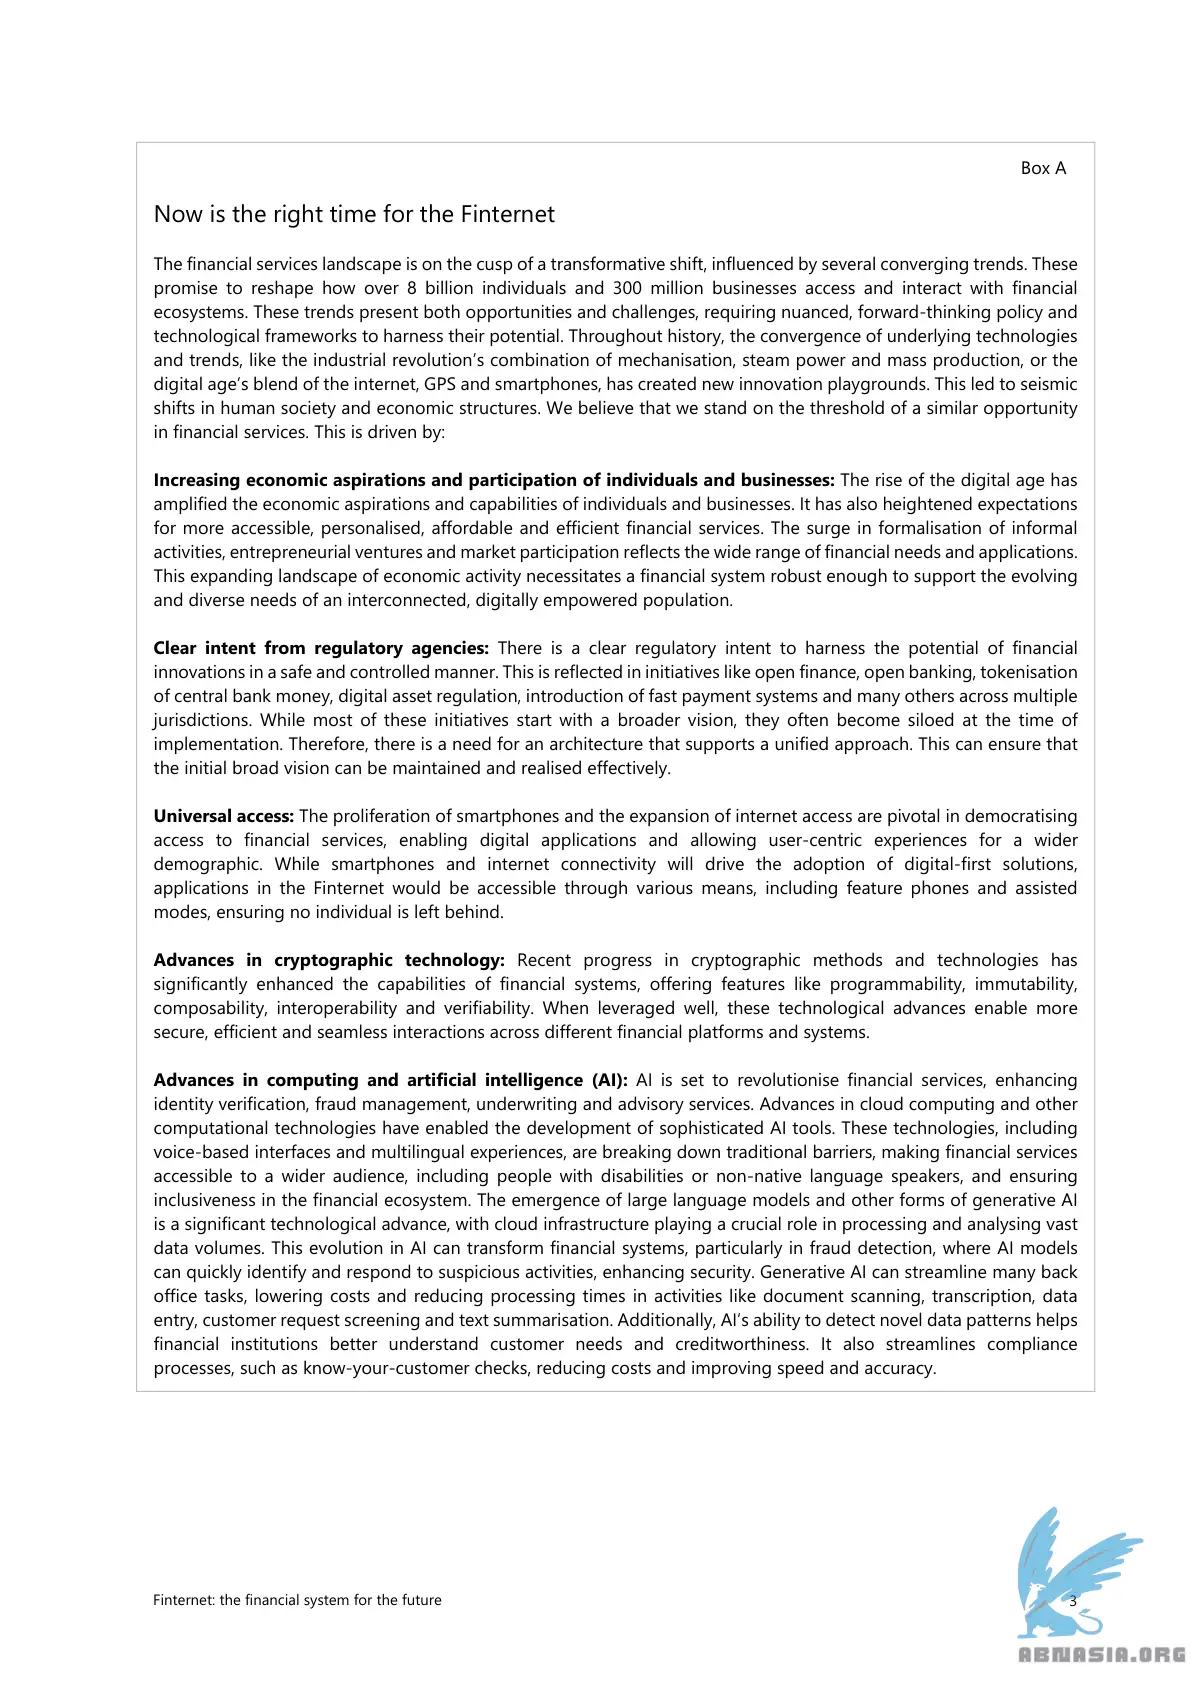 Box A
Now is the right time for the Finternet
The financial services landscape is on the cusp of a transformative shift, influenced by several converging trends. These
promise to reshape how over 8 billion individuals and 300 million businesses access and interact with financial
ecosystems. These trends present both opportunities and challenges, requiring nuanced, forward-thinking policy and
technological frameworks to harness their potential. Throughout history, the convergence of underlying technologies
and trends, like the industrial revolution’s combination of mechanisation, steam power and mass production, or the
digital age’s blend of the internet, GPS and smartphones, has created new innovation playgrounds. This led to seismic
shifts in human society and economic structures. We believe that we stand on the threshold of a similar opportunity
in financial services. This is driven by:
Increasing economic aspirations and participation of individuals and businesses: The rise of the digital age has
amplified the economic aspirations and capabilities of individuals and businesses. It has also heightened expectations
for more accessible, personalised, affordable and efficient financial services. The surge in formalisation of informal
activities, entrepreneurial ventures and market participation reflects the wide range of financial needs and applications.
This expanding landscape of economic activity necessitates a financial system robust enough to support the evolving
and diverse needs of an interconnected, digitally empowered population.
Clear intent from regulatory agencies: There is a clear regulatory intent to harness the potential of financial
innovations in a safe and controlled manner. This is reflected in initiatives like open finance, open banking, tokenisation
of central bank money, digital asset regulation, introduction of fast payment systems and many others across multiple
jurisdictions. While most of these initiatives start with a broader vision, they often become siloed at the time of
implementation. Therefore, there is a need for an architecture that supports a unified approach. This can ensure that
the initial broad vision can be maintained and realised effectively.
Universal access: The proliferation of smartphones and the expansion of internet access are pivotal in democratising
access to financial services, enabling digital applications and allowing user-centric experiences for a wider
demographic. While smartphones and internet connectivity will drive the adoption of digital-first solutions,
applications in the Finternet would be accessible through various means, including feature phones and assisted
modes, ensuring no individual is left behind.
Advances in cryptographic technology: Recent progress in cryptographic methods and technologies has
significantly enhanced the capabilities of financial systems, offering features like programmability, immutability,
composability, interoperability and verifiability. When leveraged well, these technological advances enable more
secure, efficient and seamless interactions across different financial platforms and systems.
Advances in computing and artificial intelligence (AI): AI is set to revolutionise financial services, enhancing
identity verification, fraud management, underwriting and advisory services. Advances in cloud computing and other
computational technologies have enabled the development of sophisticated AI tools. These technologies, including
voice-based interfaces and multilingual experiences, are breaking down traditional barriers, making financial services
accessible to a wider audience, including people with disabilities or non-native language speakers, and ensuring
inclusiveness in the financial ecosystem. The emergence of large language models and other forms of generative AI
is a significant technological advance, with cloud infrastructure playing a crucial role in processing and analysing vast
data volumes. This evolution in AI can transform financial systems, particularly in fraud detection, where AI models
can quickly identify and respond to suspicious activities, enhancing security. Generative AI can streamline many back
office tasks, lowering costs and reducing processing times in activities like document scanning, transcription, data
entry, customer request screening and text summarisation. Additionally, AI’s ability to detect novel data patterns helps
financial institutions better understand customer needs and creditworthiness. It also streamlines compliance
processes, such as know-your-customer checks, reducing costs and improving speed and accuracy.
Finternet: the financial system for the future
3
ABNASIA.ORG